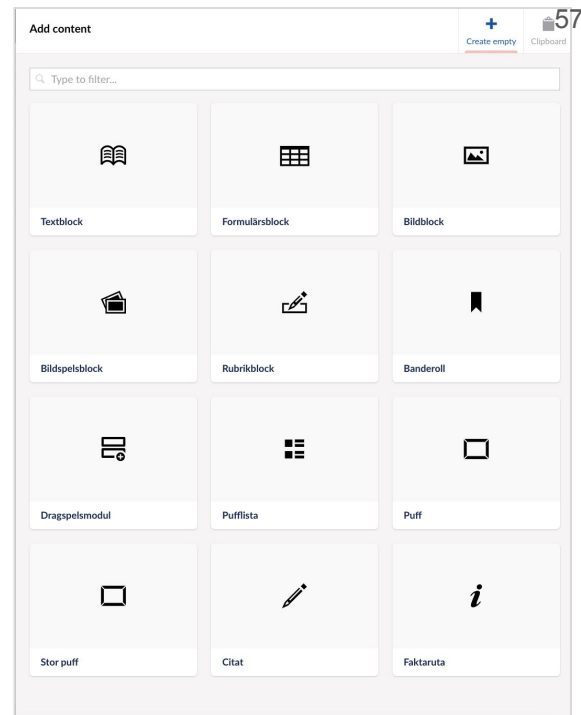 57
Add content
Create empty
Clipboard
Type to filter...
Textblock
Formulärsblock
Bildblock
Bildspelsblock
Rubrikblock
Banderoll
Dragspelsmodul
Pufflista
Puff
Stor puff
Citat
Faktaruta